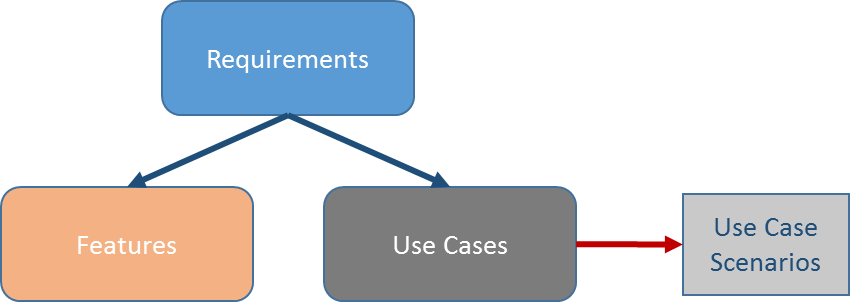 Requirements
Features
Use Cases
Use Case
Scenarios